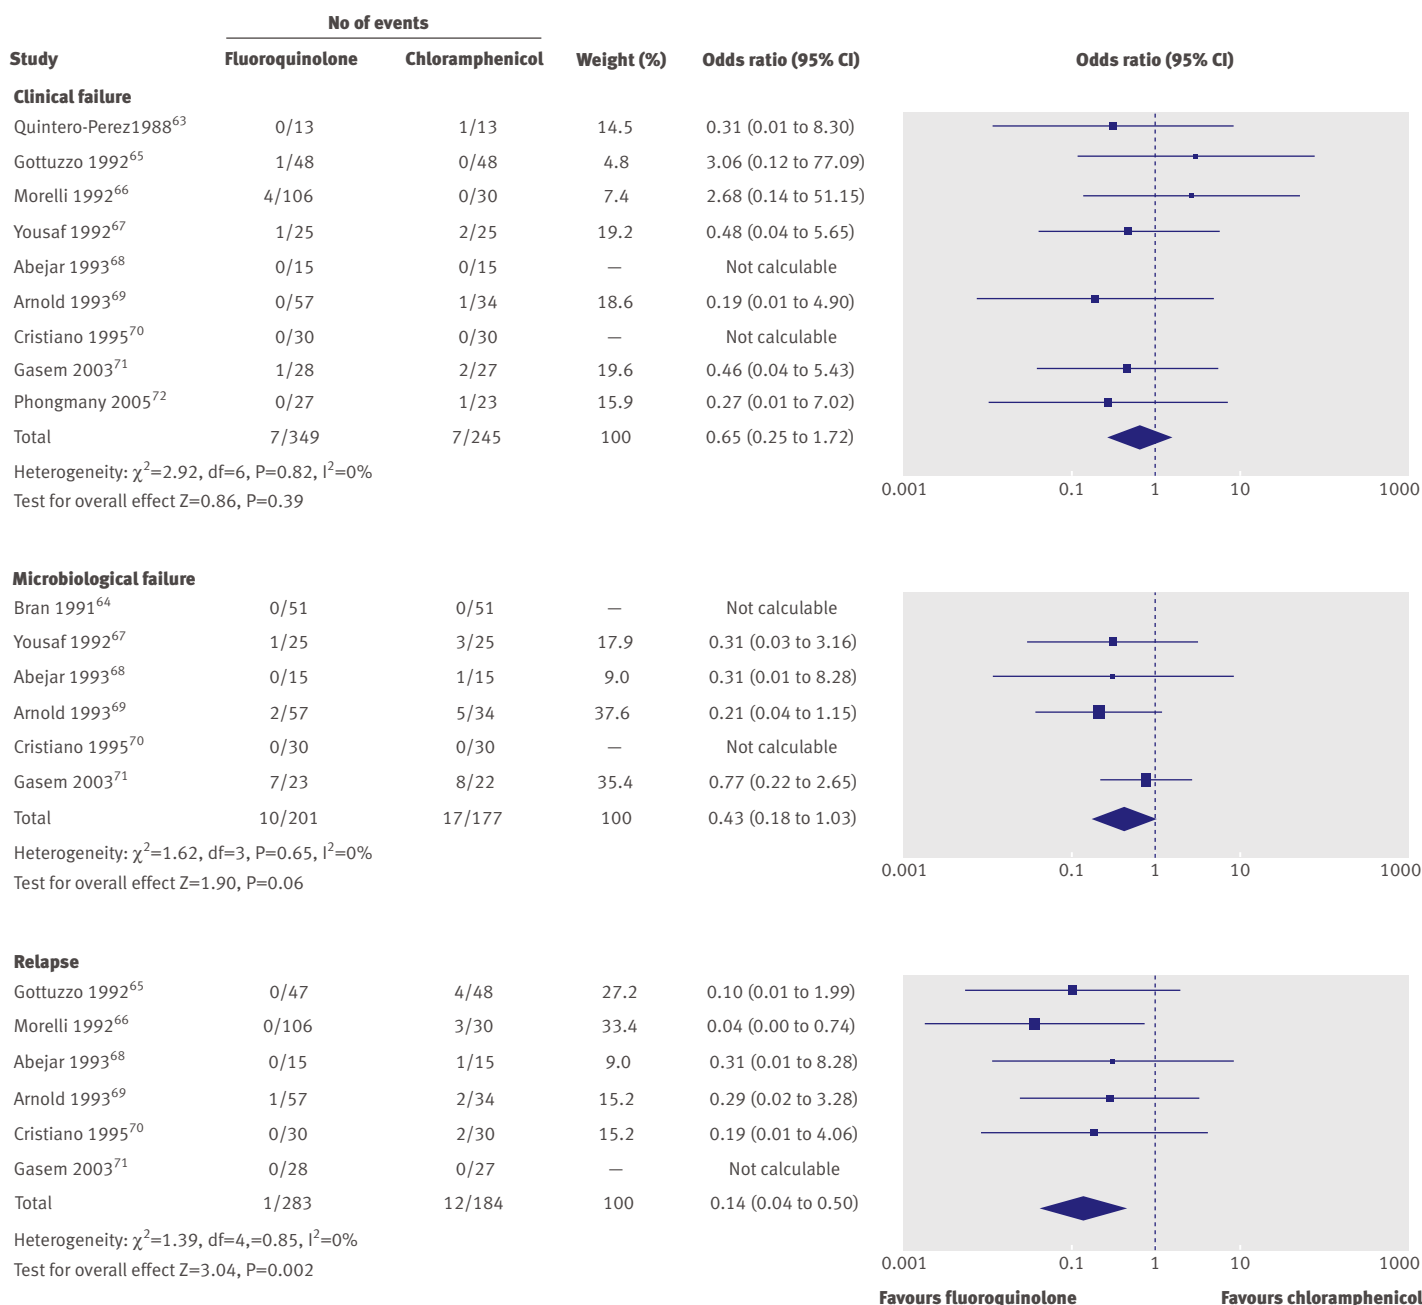 No of events
Study Fluoroquinolone Chloramphenicol Weight (%) Odds ratio (95% CI) Odds ratio (95% CI)
Clinical failure
Quintero-Perez1988⁶³ 0/13 1/13 14.5 0.31 (0.01 to 8.30)
Gottuzzo 1992⁶⁵ 1/48 0/48 4.8 3.06 (0.12 to 77.09)
Morelli 1992⁶⁶ 4/106 0/30 7.4 2.68 (0.14 to 51.15)
Yousaf 1992⁶⁷ 1/25 2/25 19.2 0.48 (0.04 to 5.65)
Abejar 1993⁶⁸ 0/15 0/15 — Not calculable
Arnold 1993⁶⁹ 0/57 1/34 18.6 0.19 (0.01 to 4.90)
Cristiano 1995⁷⁰ 0/30 0/30 — Not calculable
Gasem 2003⁷¹ 1/28 2/27 19.6 0.46 (0.04 to 5.43)
Phongmany 2005⁷² 0/27 1/23 15.9 0.27 (0.01 to 7.02)
Total 7/349 7/245 100 0.65 (0.25 to 1.72)
Heterogeneity: χ²=2.92, df=6, P=0.82, I²=0%
Test for overall effect Z=0.86, P=0.39
0.001 0.1 1 10 1000
Microbiological failure
Bran 1991⁶⁴ 0/51 0/51 — Not calculable
Yousaf 1992⁶⁷ 1/25 3/25 17.9 0.31 (0.03 to 3.16)
Abejar 1993⁶⁸ 0/15 1/15 9.0 0.31 (0.01 to 8.28)
Arnold 1993⁶⁹ 2/57 5/34 37.6 0.21 (0.04 to 1.15)
Cristiano 1995⁷⁰ 0/30 0/30 — Not calculable
Gasem 2003⁷¹ 7/23 8/22 35.4 0.77 (0.22 to 2.65)
Total 10/201 17/177 100 0.43 (0.18 to 1.03)
Heterogeneity: χ²=1.62, df=3, P=0.65, I²=0%
Test for overall effect Z=1.90, P=0.06
0.001 0.1 1 10 1000
Relapse
Gottuzzo 1992⁶⁵ 0/47 4/48 27.2 0.10 (0.01 to 1.99)
Morelli 1992⁶⁶ 0/106 3/30 33.4 0.04 (0.00 to 0.74)
Abejar 1993⁶⁸ 0/15 1/15 9.0 0.31 (0.01 to 8.28)
Arnold 1993⁶⁹ 1/57 2/34 15.2 0.29 (0.02 to 3.28)
Cristiano 1995⁷⁰ 0/30 2/30 15.2 0.19 (0.01 to 4.06)
Gasem 2003⁷¹ 0/28 0/27 — Not calculable
Total 1/283 12/184 100 0.14 (0.04 to 0.50)
Heterogeneity: χ²=1.39, df=4,=0.85, I²=0%
Test for overall effect Z=3.04, P=0.002
0.001 0.1 1 10 1000
Favours fluoroquinolone Favours chloramphenicol